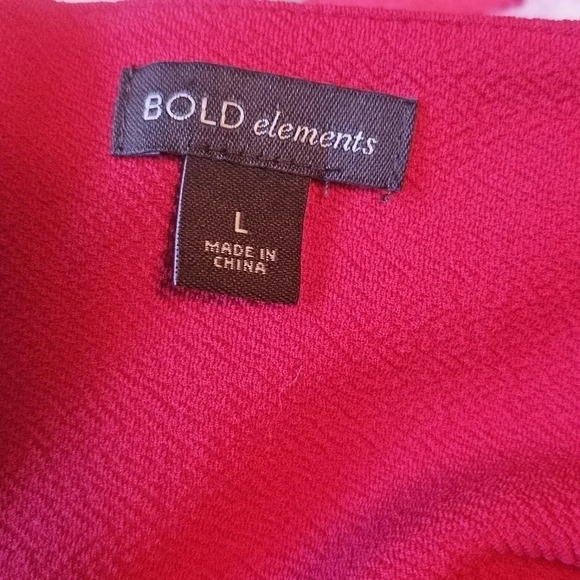 BOLD elements
L
MADE IN
CHINA